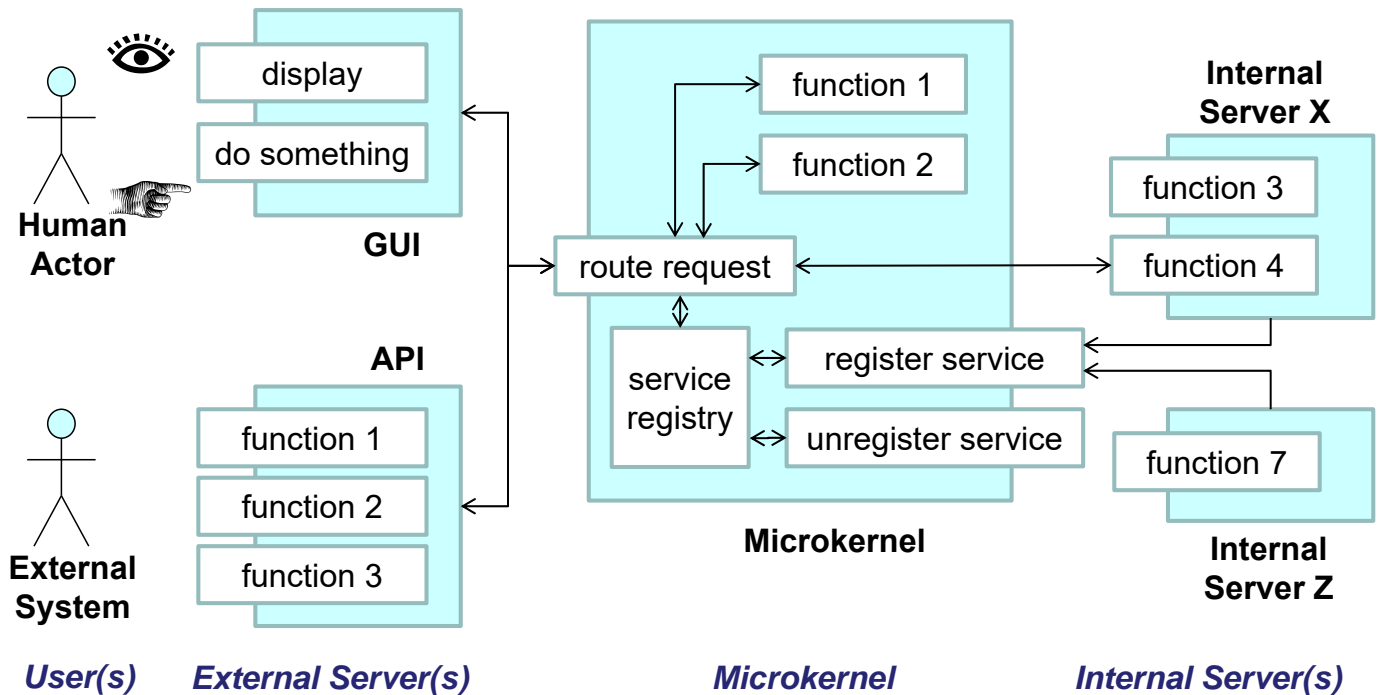 display
do something
Human
Actor
GUI
API
function 1
function 2
function 3
External
System
function 1
function 2
route request
service
registry
register service
unregister service
Microkernel
Internal
Server X
function 3
function 4
function 7
Internal
Server Z
User(s)
External Server(s)
Microkernel
Internal Server(s)